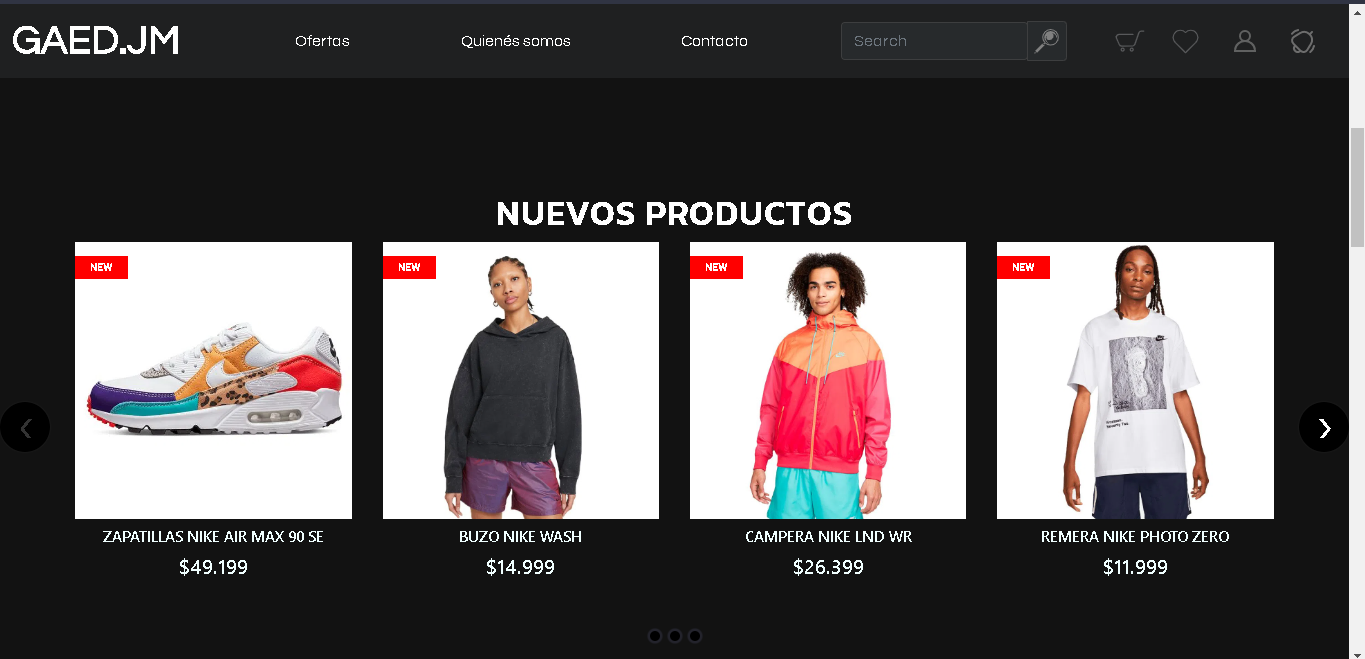 GAED.JM
Ofertas
Quienés somos
Contacto
Search
NUEVOS PRODUCTOS
NEW
NEW
NEW
NEW
ZAPATILLAS NIKE AIR MAX 90 SE
BUZO NIKE WASH
CAMPERA NIKE LND WR
REMERA NIKE PHOTO ZERO
$49.199
$14.999
$26.399
$11.999